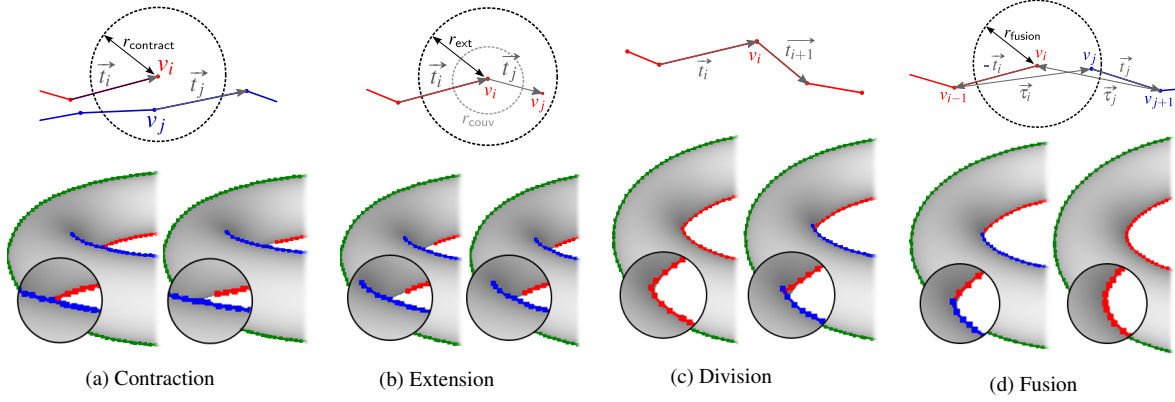 r_contract
v_i
t_i
t_j
v_j
(a) Contraction
r_ext
t_i
t_j
v_i
v_j
r_couv
(b) Extension
v_i
t_i
t_{i+1}
(c) Division
r_fusion
v_i
-t_i
v_j
t_j
v_{i-1}
τ_i
τ_j
v_{j+1}
(d) Fusion